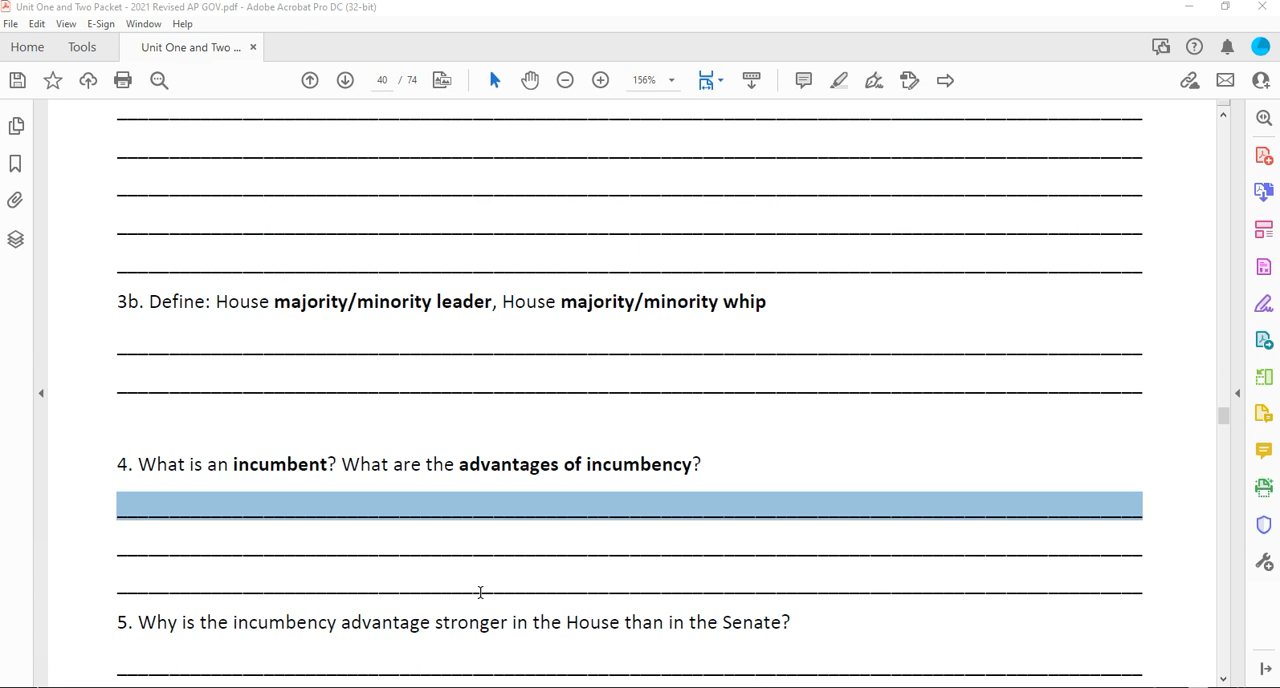 Unit One and Two Packet - 2021 Revised AP GOV.pdf - Adobe Acrobat Pro DC (32-bit)
File Edit View E-Sign Window Help
Home Tools Unit One and Two ... ×
40 / 74 156%
3b. Define: House majority/minority leader, House majority/minority whip
4. What is an incumbent? What are the advantages of incumbency?
5. Why is the incumbency advantage stronger in the House than in the Senate?